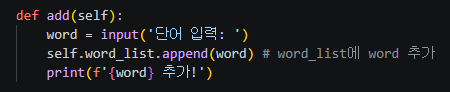 def add(self):
    word = input('단어 입력: ')
    self.word_list.append(word) # word_list에 word 추가
    print(f'{word} 추가!')